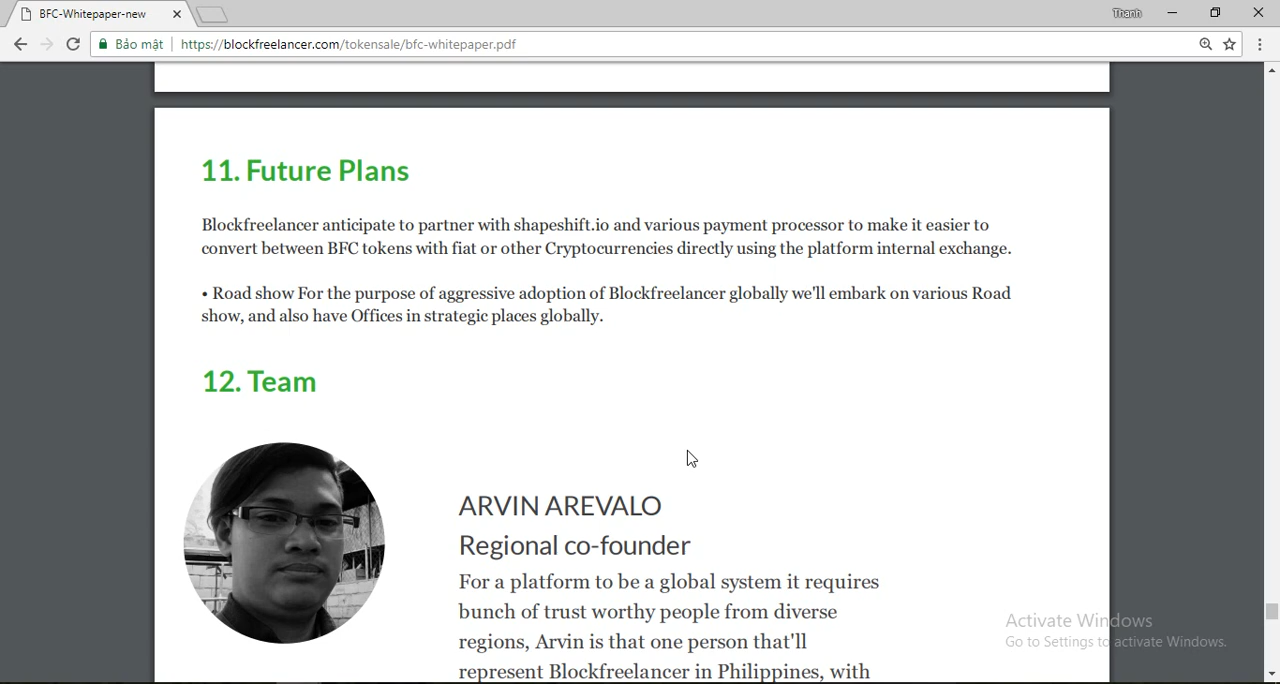 BFC-Whitepaper-new
Thanh
Bảo mật
https://blockfreelancer.com/tokensale/bfc-whitepaper.pdf
11. Future Plans
Blockfreelancer anticipate to partner with shapeshift.io and various payment processor to make it easier to
convert between BFC tokens with fiat or other Cryptocurrencies directly using the platform internal exchange.
• Road show For the purpose of aggressive adoption of Blockfreelancer globally we'll embark on various Road
show, and also have Offices in strategic places globally.
12. Team
ARVIN AREVALO
Regional co-founder
For a platform to be a global system it requires
bunch of trust worthy people from diverse
regions, Arvin is that one person that'll
represent Blockfreelancer in Philippines, with
Activate Windows
Go to Settings to activate Windows.